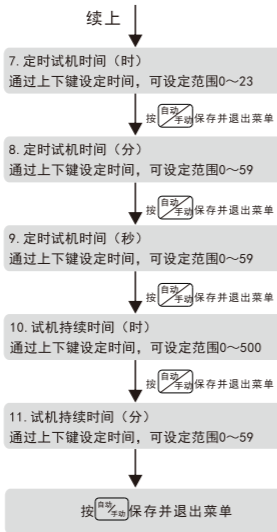 续上
7.定时试机时间（时）
通过上下键设定时间，可设定范围0～23
按自动/手动保存并退出菜单
8.定时试机时间（分）
通过上下键设定时间，可设定范围0～59
按自动/手动保存并退出菜单
9.定时试机时间（秒）
通过上下键设定时间，可设定范围0～59
按自动/手动保存并退出菜单
10.试机持续时间（时）
通过上下键设定时间，可设定范围0～500
按自动/手动保存并退出菜单
11.试机持续时间（分）
通过上下键设定时间，可设定范围0～59
按自动/手动保存并退出菜单